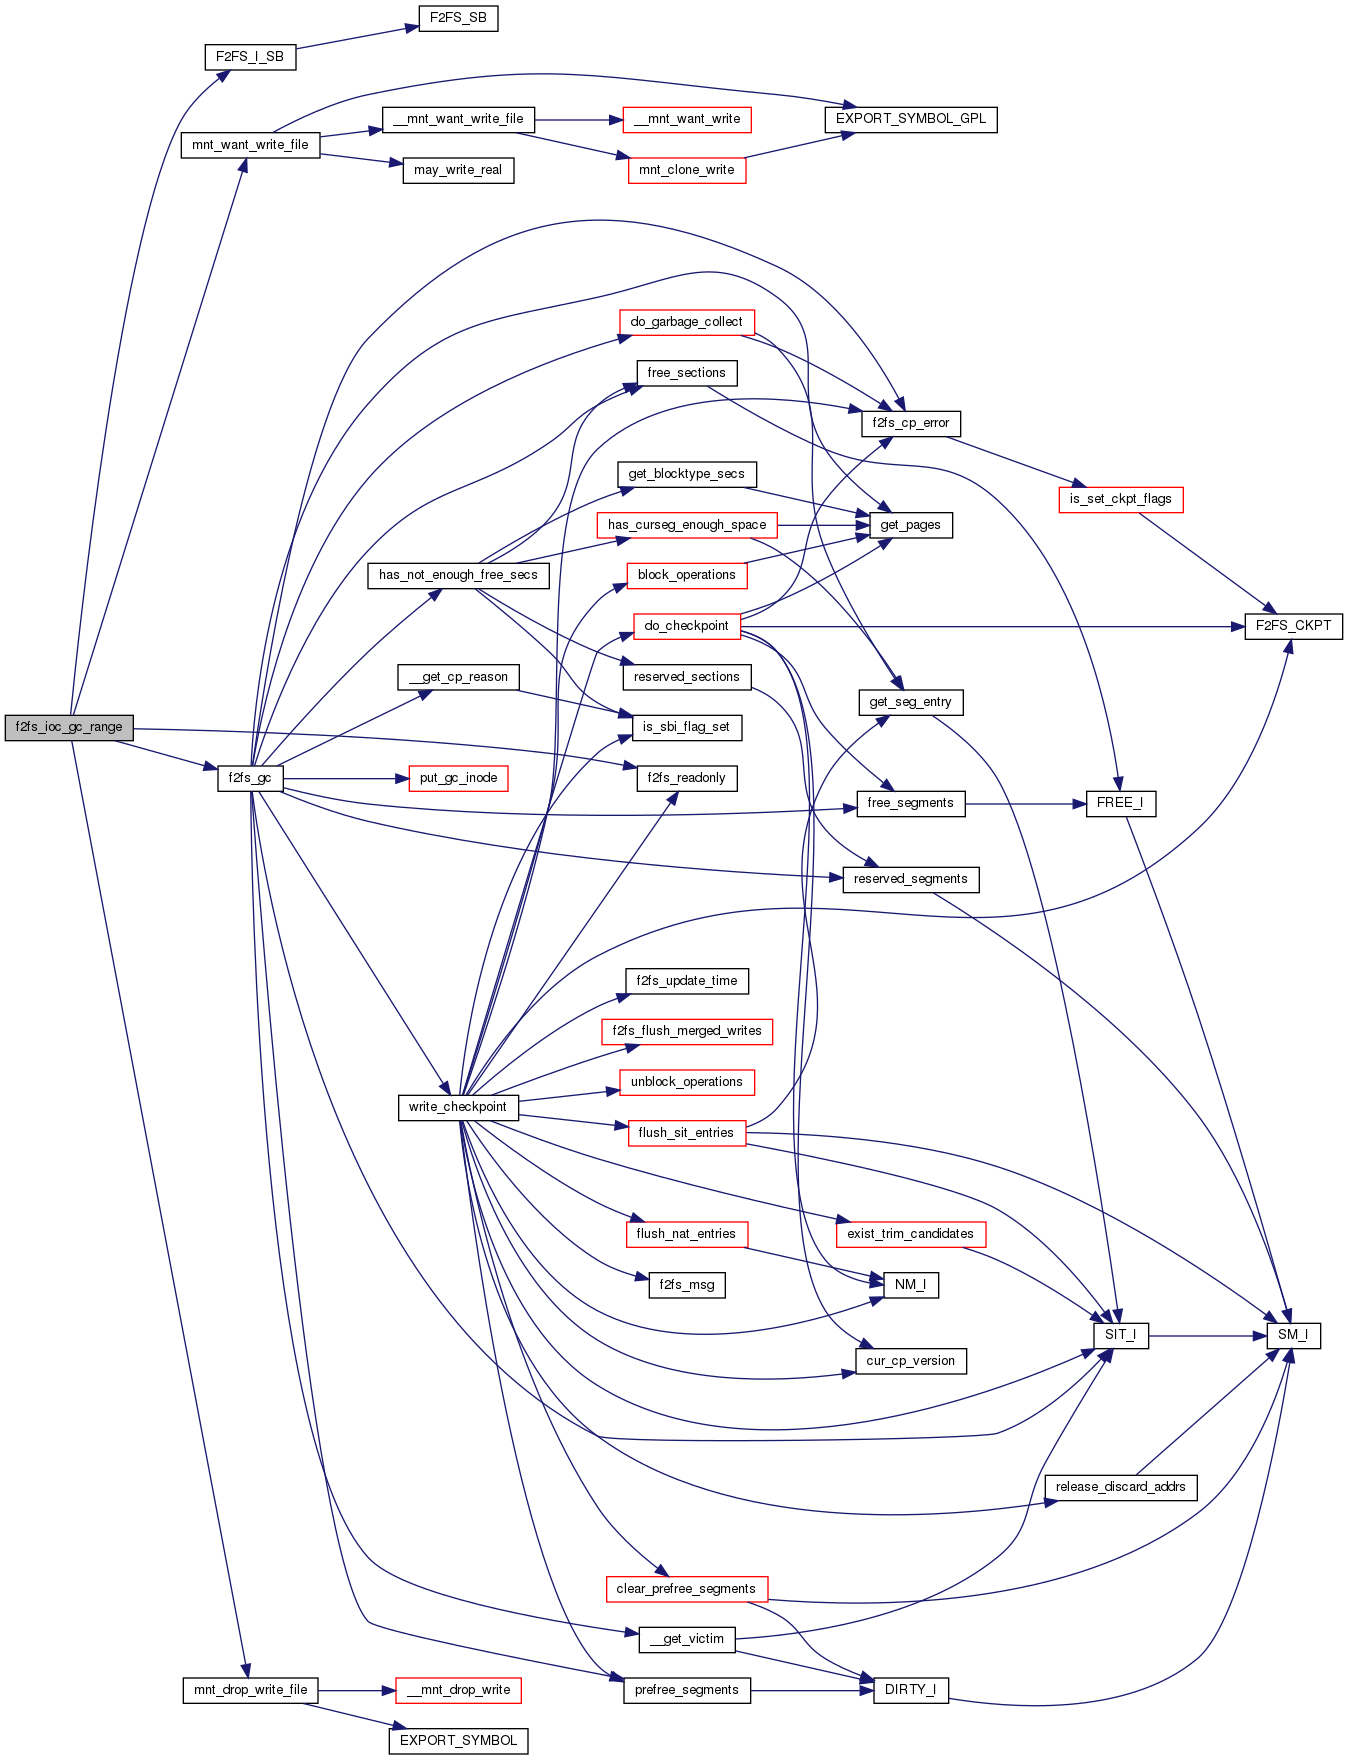 F2FS_SB
F2FS_I_SB
EXPORT_SYMBOL_GPL
__mnt_want_write_file
__mnt_want_write
mnt_want_write_file
may_write_real
mnt_clone_write
do_garbage_collect
free_sections
f2fs_cp_error
get_blocktype_secs
is_set_ckpt_flags
has_curseg_enough_space
get_pages
has_not_enough_free_secs
block_operations
do_checkpoint
F2FS_CKPT
__get_cp_reason
reserved_sections
get_seg_entry
f2fs_ioc_gc_range
is_sbi_flag_set
f2fs_gc
put_gc_inode
f2fs_readonly
free_segments
FREE_I
reserved_segments
f2fs_update_time
f2fs_flush_merged_writes
unblock_operations
write_checkpoint
flush_sit_entries
flush_nat_entries
exist_trim_candidates
f2fs_msg
NM_I
SIT_I
SM_I
cur_cp_version
release_discard_addrs
clear_prefree_segments
__get_victim
mnt_drop_write_file
__mnt_drop_write
prefree_segments
DIRTY_I
EXPORT_SYMBOL